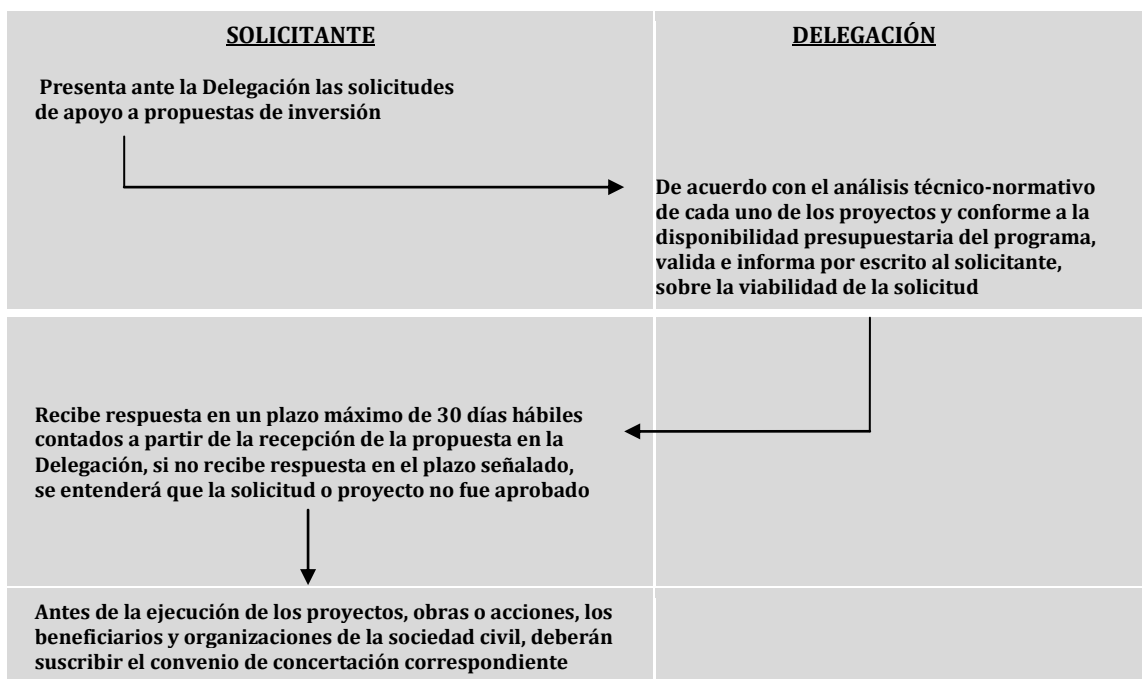 SOLICITANTE
DELEGACIÓN
Presenta ante la Delegación las solicitudes
de apoyo a propuestas de inversión
De acuerdo con el análisis técnico-normativo
de cada uno de los proyectos y conforme a la
disponibilidad presupuestaria del programa,
valida e informa por escrito al solicitante,
sobre la viabilidad de la solicitud
Recibe respuesta en un plazo máximo de 30 días hábiles
contados a partir de la recepción de la propuesta en la
Delegación, si no recibe respuesta en el plazo señalado,
se entenderá que la solicitud o proyecto no fue aprobado
Antes de la ejecución de los proyectos, obras o acciones, los
beneficiarios y organizaciones de la sociedad civil, deberán
suscribir el convenio de concertación correspondiente